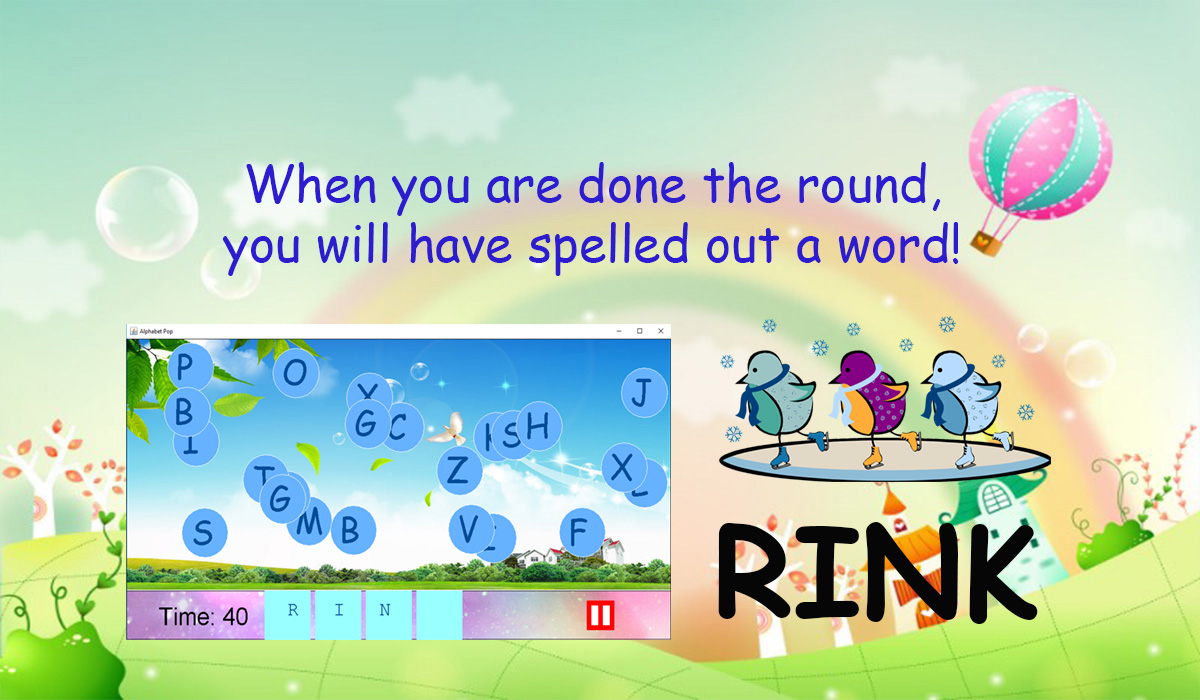 When you are done the round,
you will have spelled out a word!
Alphabet Pop
P
O
J
Y
B
G
C
S
H
I
Z
X
T
G
M
S
B
V
F
Time: 40
R I N
RINK